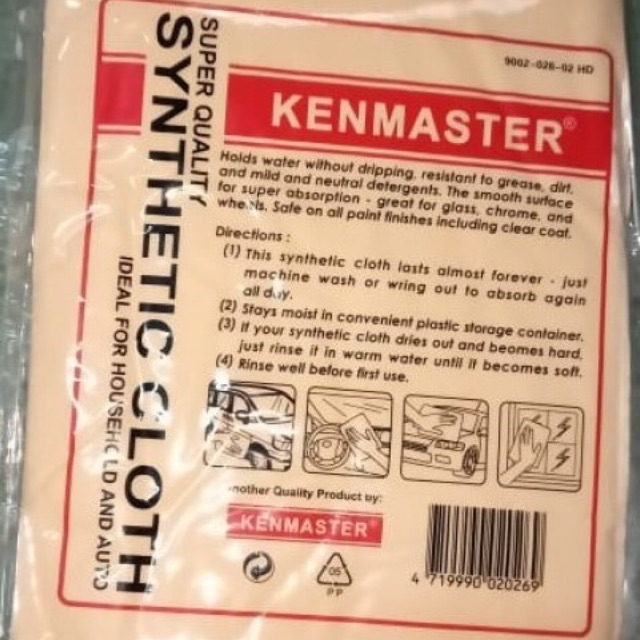 SUPER QUALITY
SYNTHETIC CLOTH
IDEAL FOR HOUSEHOLD AND AUTO
9002-028-02 HD
KENMASTER®
Holds water without dripping, resistant to grease, dirt,
and mild and neutral detergents. The smooth surface
for super absorption - great for glass, chrome, and
wheels. Safe on all paint finishes including clear coat.
Directions :
(1) This synthetic cloth lasts almost forever - just
machine wash or wring out to absorb again
all day.
(2) Stays moist in convenient plastic storage container.
(3) If your synthetic cloth dries out and beomes hard,
just rinse it in warm water until it becomes soft.
(4) Rinse well before first use.
Another Quality Product by:
KENMASTER®
05
PP
4 719990 020269